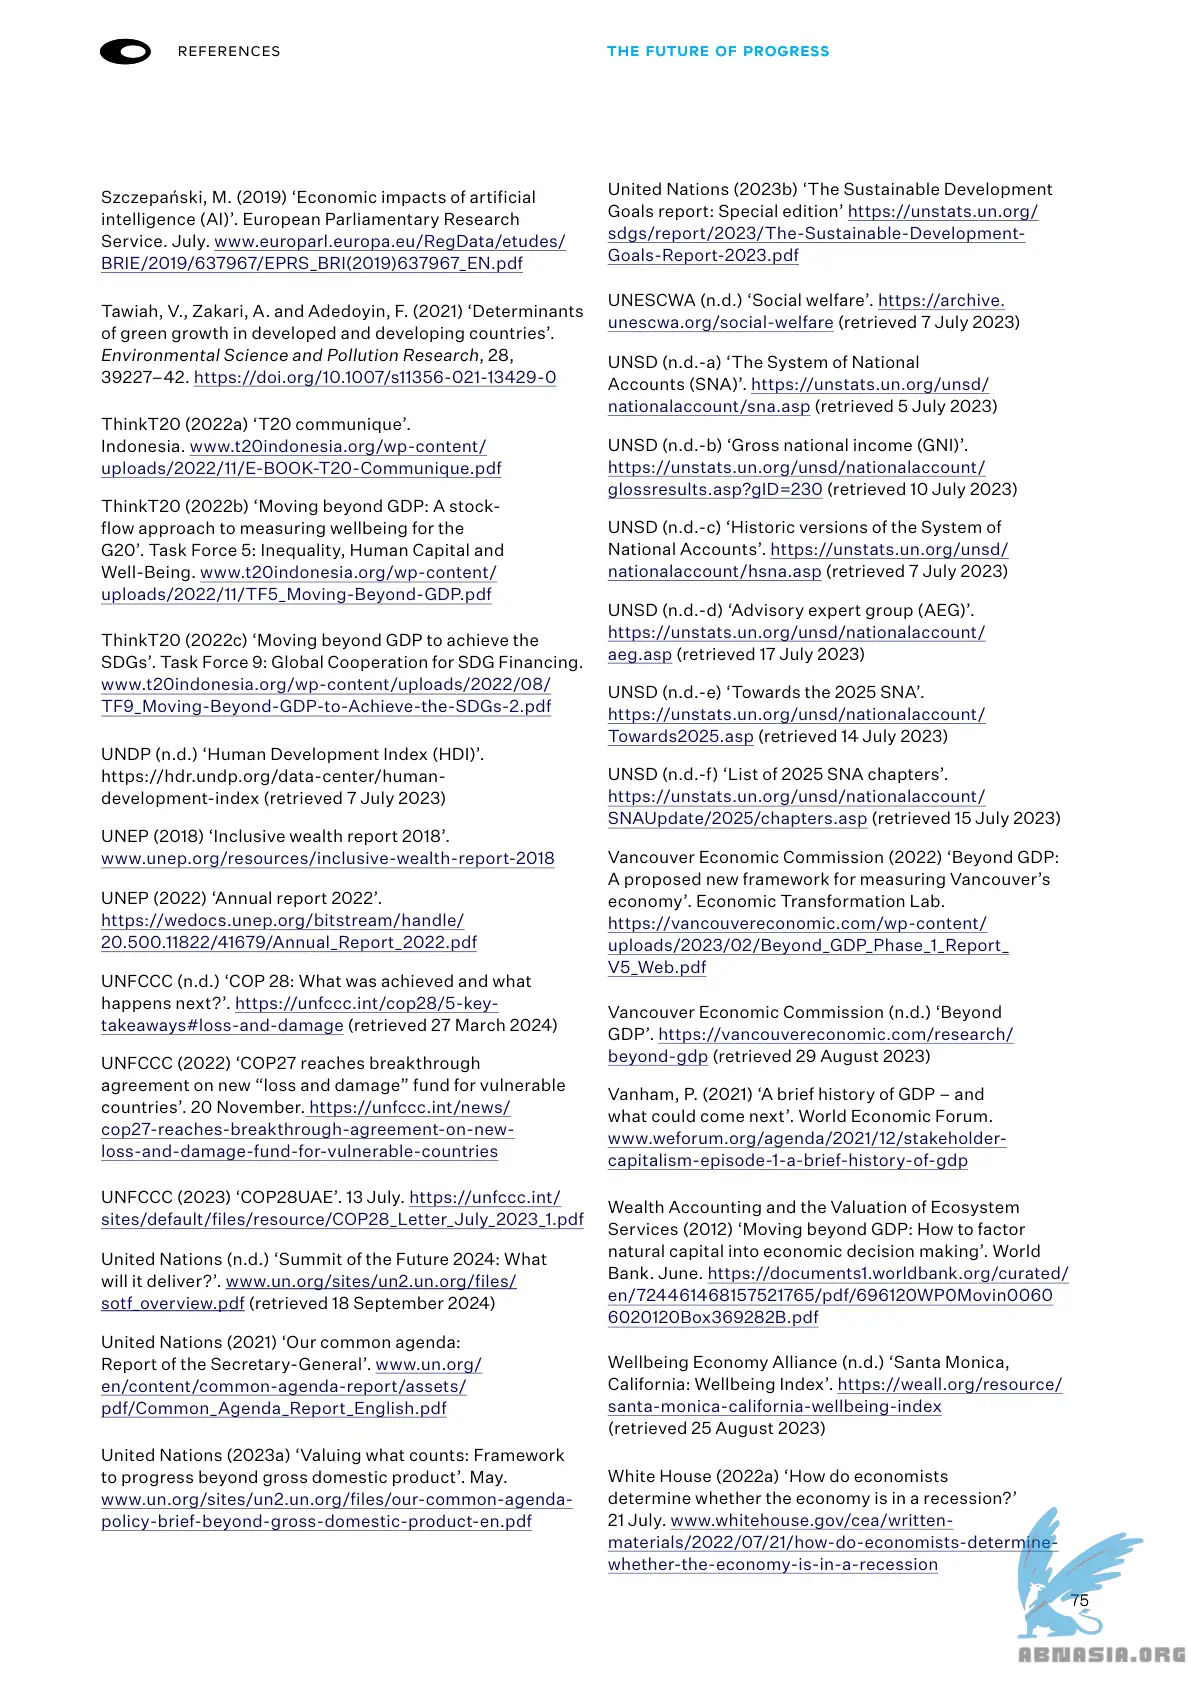 REFERENCES
THE FUTURE OF PROGRESS
Szczepański, M. (2019) ‘Economic impacts of artificial
intelligence (AI)’. European Parliamentary Research
Service. July. www.europarl.europa.eu/RegData/etudes/
BRIE/2019/637967/EPRS_BRI(2019)637967_EN.pdf
Tawiah, V., Zakari, A. and Adedoyin, F. (2021) ‘Determinants
of green growth in developed and developing countries’.
Environmental Science and Pollution Research, 28,
39227–42. https://doi.org/10.1007/s11356-021-13429-0
ThinkT20 (2022a) ‘T20 communique’.
Indonesia. www.t20indonesia.org/wp-content/
uploads/2022/11/E-BOOK-T20-Communique.pdf
ThinkT20 (2022b) ‘Moving beyond GDP: A stock-
flow approach to measuring wellbeing for the
G20’. Task Force 5: Inequality, Human Capital and
Well-Being. www.t20indonesia.org/wp-content/
uploads/2022/11/TF5_Moving-Beyond-GDP.pdf
ThinkT20 (2022c) ‘Moving beyond GDP to achieve the
SDGs’. Task Force 9: Global Cooperation for SDG Financing.
www.t20indonesia.org/wp-content/uploads/2022/08/
TF9_Moving-Beyond-GDP-to-Achieve-the-SDGs-2.pdf
UNDP (n.d.) ‘Human Development Index (HDI)’.
https://hdr.undp.org/data-center/human-
development-index (retrieved 7 July 2023)
UNEP (2018) ‘Inclusive wealth report 2018’.
www.unep.org/resources/inclusive-wealth-report-2018
UNEP (2022) ‘Annual report 2022’.
https://wedocs.unep.org/bitstream/handle/
20.500.11822/41679/Annual_Report_2022.pdf
UNFCCC (n.d.) ‘COP 28: What was achieved and what
happens next?’. https://unfccc.int/cop28/5-key-
takeaways#loss-and-damage (retrieved 27 March 2024)
UNFCCC (2022) ‘COP27 reaches breakthrough
agreement on new “loss and damage” fund for vulnerable
countries’. 20 November. https://unfccc.int/news/
cop27-reaches-breakthrough-agreement-on-new-
loss-and-damage-fund-for-vulnerable-countries
UNFCCC (2023) ‘COP28UAE’. 13 July. https://unfccc.int/
sites/default/files/resource/COP28_Letter_July_2023_1.pdf
United Nations (n.d.) ‘Summit of the Future 2024: What
will it deliver?’. www.un.org/sites/un2.un.org/files/
sotf_overview.pdf (retrieved 18 September 2024)
United Nations (2021) ‘Our common agenda:
Report of the Secretary-General’. www.un.org/
en/content/common-agenda-report/assets/
pdf/Common_Agenda_Report_English.pdf
United Nations (2023a) ‘Valuing what counts: Framework
to progress beyond gross domestic product’. May.
www.un.org/sites/un2.un.org/files/our-common-agenda-
policy-brief-beyond-gross-domestic-product-en.pdf
United Nations (2023b) ‘The Sustainable Development
Goals report: Special edition’ https://unstats.un.org/
sdgs/report/2023/The-Sustainable-Development-
Goals-Report-2023.pdf
UNESCWA (n.d.) ‘Social welfare’. https://archive.
unescwa.org/social-welfare (retrieved 7 July 2023)
UNSD (n.d.-a) ‘The System of National
Accounts (SNA)’. https://unstats.un.org/unsd/
nationalaccount/sna.asp (retrieved 5 July 2023)
UNSD (n.d.-b) ‘Gross national income (GNI)’.
https://unstats.un.org/unsd/nationalaccount/
glossresults.asp?gID=230 (retrieved 10 July 2023)
UNSD (n.d.-c) ‘Historic versions of the System of
National Accounts’. https://unstats.un.org/unsd/
nationalaccount/hsna.asp (retrieved 7 July 2023)
UNSD (n.d.-d) ‘Advisory expert group (AEG)’.
https://unstats.un.org/unsd/nationalaccount/
aeg.asp (retrieved 17 July 2023)
UNSD (n.d.-e) ‘Towards the 2025 SNA’.
https://unstats.un.org/unsd/nationalaccount/
Towards2025.asp (retrieved 14 July 2023)
UNSD (n.d.-f) ‘List of 2025 SNA chapters’.
https://unstats.un.org/unsd/nationalaccount/
SNAUpdate/2025/chapters.asp (retrieved 15 July 2023)
Vancouver Economic Commission (2022) ‘Beyond GDP:
A proposed new framework for measuring Vancouver’s
economy’. Economic Transformation Lab.
https://vancouvereconomic.com/wp-content/
uploads/2023/02/Beyond_GDP_Phase_1_Report_
V5_Web.pdf
Vancouver Economic Commission (n.d.) ‘Beyond
GDP’. https://vancouvereconomic.com/research/
beyond-gdp (retrieved 29 August 2023)
Vanham, P. (2021) ‘A brief history of GDP – and
what could come next’. World Economic Forum.
www.weforum.org/agenda/2021/12/stakeholder-
capitalism-episode-1-a-brief-history-of-gdp
Wealth Accounting and the Valuation of Ecosystem
Services (2012) ‘Moving beyond GDP: How to factor
natural capital into economic decision making’. World
Bank. June. https://documents1.worldbank.org/curated/
en/724461468157521765/pdf/696120WP0Movin0060
6020120Box369282B.pdf
Wellbeing Economy Alliance (n.d.) ‘Santa Monica,
California: Wellbeing Index’. https://weall.org/resource/
santa-monica-california-wellbeing-index
(retrieved 25 August 2023)
White House (2022a) ‘How do economists
determine whether the economy is in a recession?’
21 July. www.whitehouse.gov/cea/written-
materials/2022/07/21/how-do-economists-determine-
whether-the-economy-is-in-a-recession
75
ABNASIA.ORG